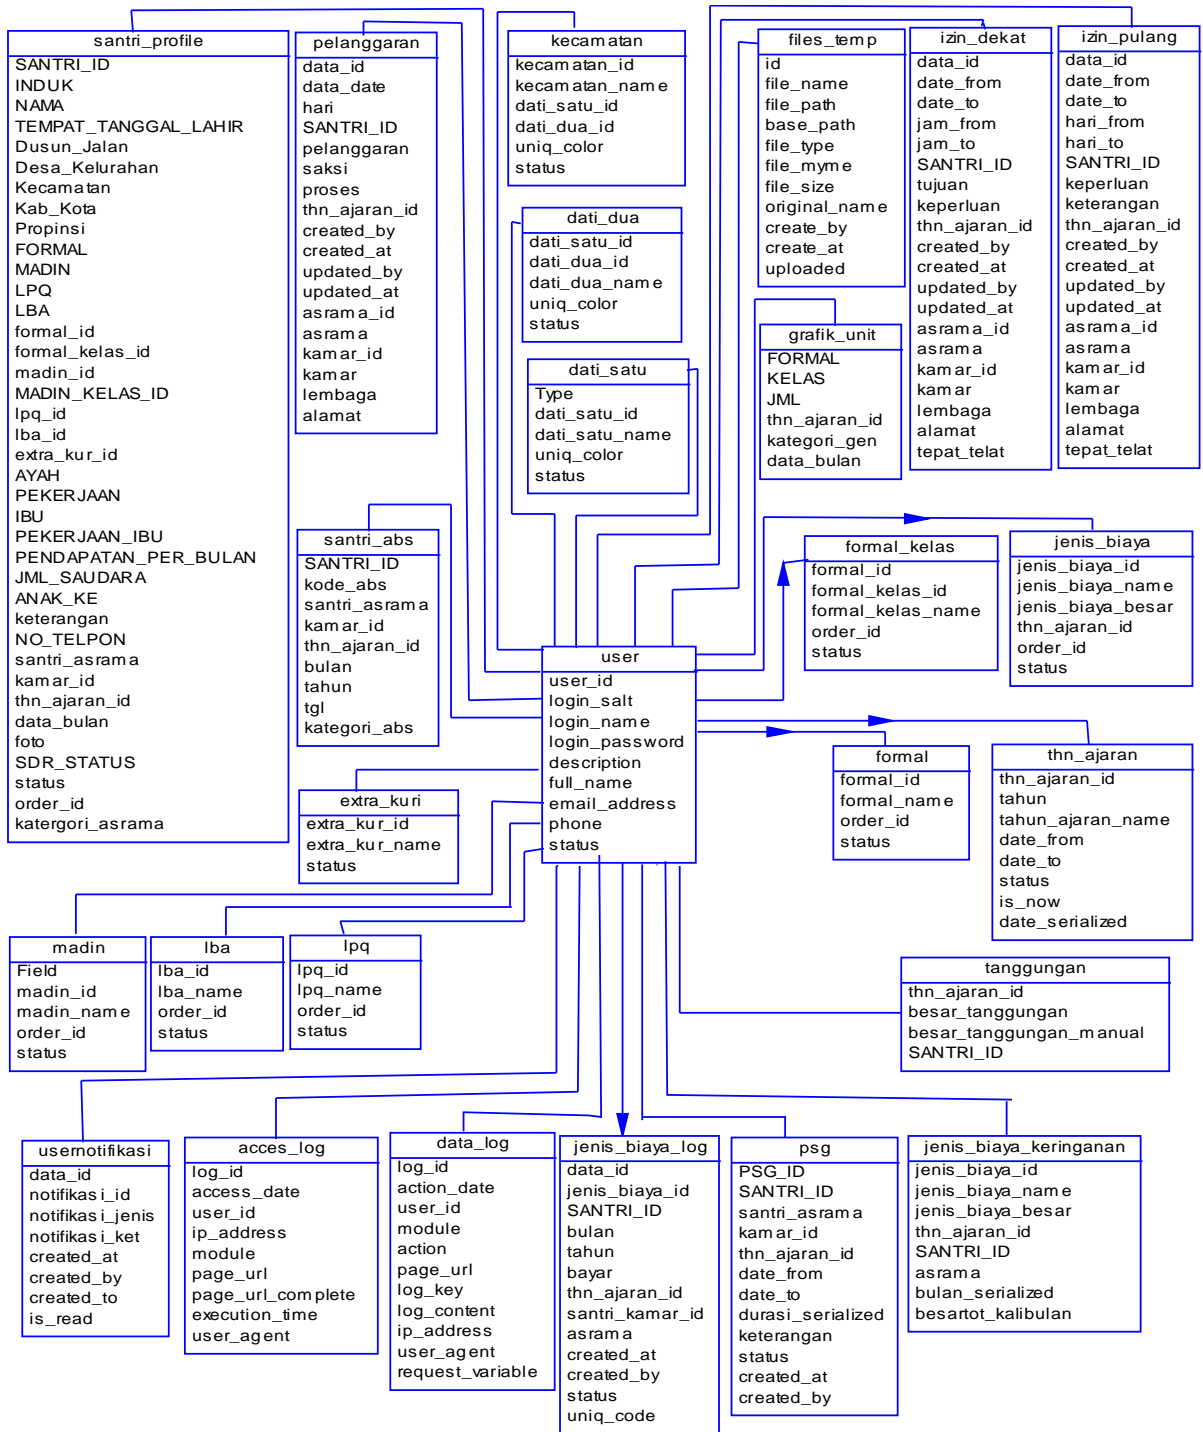 santri_profile
SANTRI_ID
INDUK
NAMA
TEMPAT_TANGGAL_LAHIR
Dusun_Jalan
Desa_Kelurahan
Kecamatan
Kab_Kota
Propinsi
FORMAL
MADIN
LPQ
LBA
formal_id
formal_kelas_id
madin_id
MADIN_KELAS_ID
lpq_id
lba_id
extra_kur_id
AYAH
PEKERJAAN
IBU
PEKERJAAN_IBU
PENDAPATAN_PER_BULAN
JML_SAUDARA
ANAK_KE
keterangan
NO_TELPON
santri_asrama
kamar_id
thn_ajaran_id
data_bulan
foto
SDR_STATUS
status
order_id
katergori_asrama
pelanggaran
data_id
data_date
hari
SANTRI_ID
pelanggaran
saksi
proses
thn_ajaran_id
created_by
created_at
updated_by
updated_at
asrama_id
asrama
kamar_id
kamar
lembaga
alamat
kecamatan
kecamatan_id
kecamatan_name
dati_satu_id
dati_dua_id
uniq_color
status
dati_dua
dati_satu_id
dati_dua_id
dati_dua_name
uniq_color
status
dati_satu
Type
dati_satu_id
dati_satu_name
uniq_color
status
files_temp
id
file_name
file_path
base_path
file_type
file_myme
file_size
original_name
create_by
create_at
uploaded
grafik_unit
FORMAL
KELAS
JML
thn_ajaran_id
kategori_gen
data_bulan
izin_dekat
data_id
date_from
date_to
jam_from
jam_to
SANTRI_ID
tujuan
keperluan
thn_ajaran_id
created_by
created_at
updated_by
updated_at
asrama_id
asrama
kamar_id
kamar
lembaga
alamat
tepat_telat
izin_pulang
data_id
date_from
date_to
hari_from
hari_to
SANTRI_ID
keperluan
keterangan
thn_ajaran_id
created_by
created_at
updated_by
updated_at
asrama_id
asrama
kamar_id
kamar
lembaga
alamat
tepat_telat
santri_abs
SANTRI_ID
kode_abs
santri_asrama
kamar_id
thn_ajaran_id
bulan
tahun
tgl
kategori_abs
formal_kelas
formal_id
formal_kelas_id
formal_kelas_name
order_id
status
jenis_biaya
jenis_biaya_id
jenis_biaya_name
jenis_biaya_besar
thn_ajaran_id
order_id
status
user
user_id
login_salt
login_name
login_password
description
full_name
email_address
phone
status
extra_kuri
extra_kur_id
extra_kur_name
status
formal
formal_id
formal_name
order_id
status
thn_ajaran
thn_ajaran_id
tahun
tahun_ajaran_name
date_from
date_to
status
is_now
date_serialized
madin
Field
madin_id
madin_name
order_id
status
lba
lba_id
lba_name
order_id
status
lpq
lpq_id
lpq_name
order_id
status
tanggungan
thn_ajaran_id
besar_tanggungan
besar_tanggungan_manual
SANTRI_ID
usernotifikasi
data_id
notifikasi_id
notifikasi_jenis
notifikasi_ket
created_at
created_by
created_to
is_read
acces_log
log_id
access_date
user_id
ip_address
module
page_url
page_url_complete
execution_time
user_agent
data_log
log_id
action_date
user_id
module
action
page_url
log_key
log_content
ip_address
user_agent
request_variable
jenis_biaya_log
data_id
jenis_biaya_id
SANTRI_ID
bulan
tahun
bayar
thn_ajaran_id
santri_kamar_id
asrama
created_at
created_by
status
uniq_code
psg
PSG_ID
SANTRI_ID
santri_asrama
kamar_id
thn_ajaran_id
date_from
date_to
durasi_serialized
keterangan
status
created_at
created_by
jenis_biaya_keringanan
jenis_biaya_id
jenis_biaya_name
jenis_biaya_besar
thn_ajaran_id
SANTRI_ID
asrama
bulan_serialized
besartot_kalibulan